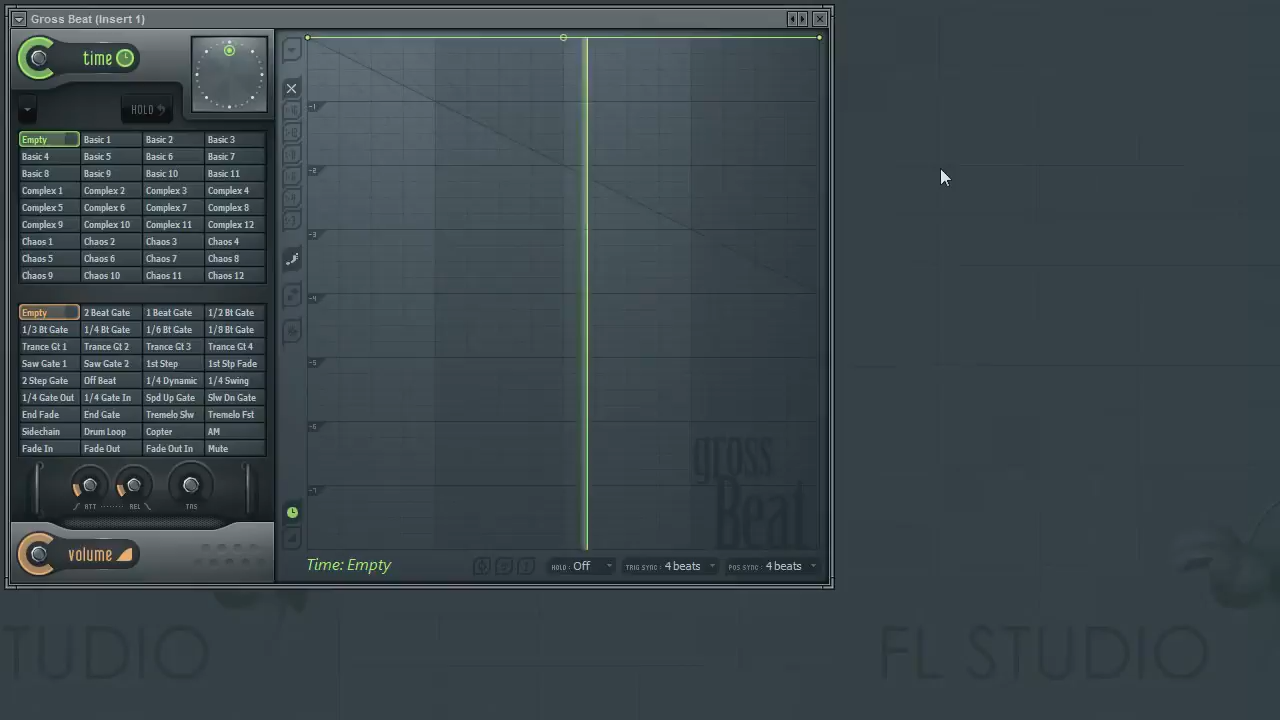 Gross Beat (Insert 1)
time
HOLD
Empty Basic 1 Basic 2 Basic 3
Basic 4 Basic 5 Basic 6 Basic 7
Basic 8 Basic 9 Basic 10 Basic 11
Complex 1 Complex 2 Complex 3 Complex 4
Complex 5 Complex 6 Complex 7 Complex 8
Complex 9 Complex 10 Complex 11 Complex 12
Chaos 1 Chaos 2 Chaos 3 Chaos 4
Chaos 5 Chaos 6 Chaos 7 Chaos 8
Chaos 9 Chaos 10 Chaos 11 Chaos 12
Empty 2 Beat Gate 1 Beat Gate 1/2 Bt Gate
1/3 Bt Gate 1/4 Bt Gate 1/6 Bt Gate 1/8 Bt Gate
Trance Gt 1 Trance Gt 2 Trance Gt 3 Trance Gt 4
Saw Gate 1 Saw Gate 2 1st Step 1st Stp Fade
2 Step Gate Off Beat 1/4 Dynamic 1/4 Swing
1/4 Gate Out 1/4 Gate In Spd Up Gate Slw Dn Gate
End Fade End Gate Tremelo Slw Tremelo Fst
Sidechain Drum Loop Copter AM
Fade In Fade Out Fade Out In Mute
ATT REL TNS
volume
-1
-2
-3
-4
-5
-6
-7
gross
Beat
Time: Empty
HOLD: Off TRIG SYNC: 4 beats POS SYNC: 4 beats
TUDIO
FL STUDIO